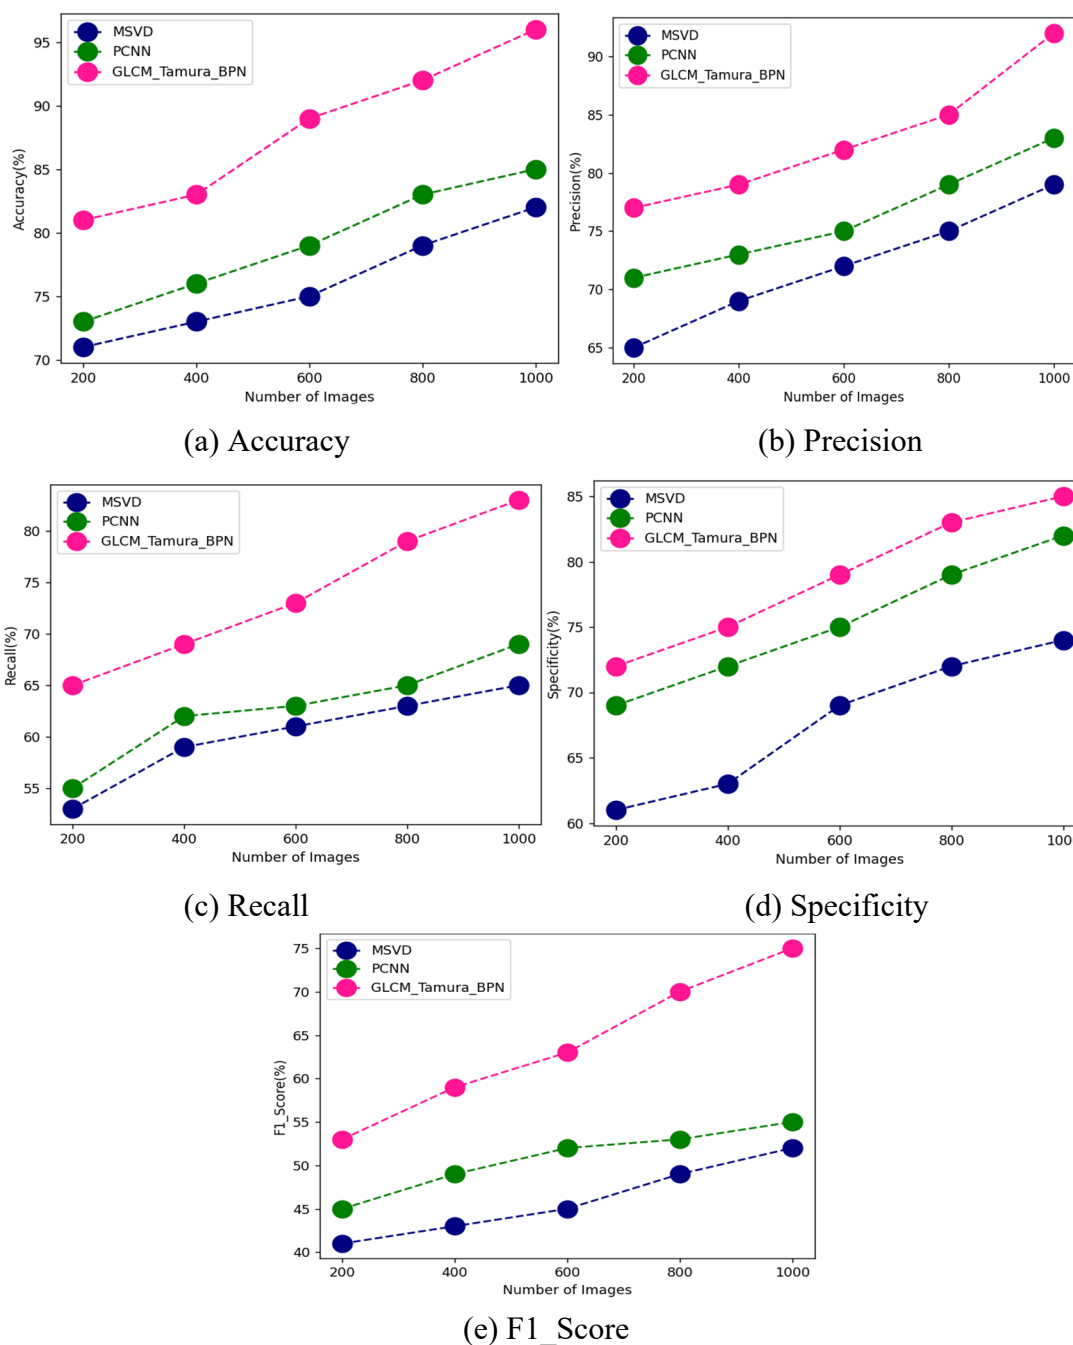 MSVD
PCNN
GLCM_Tamura_BPN
Accuracy(%)
95
90
85
80
75
70
200 400 600 800 1000
Number of Images
(a) Accuracy
MSVD
PCNN
GLCM_Tamura_BPN
Precision(%)
90
85
80
75
70
65
200 400 600 800 1000
Number of Images
(b) Precision
MSVD
PCNN
GLCM_Tamura_BPN
Recall(%)
80
75
70
65
60
55
200 400 600 800 1000
Number of Images
(c) Recall
MSVD
PCNN
GLCM_Tamura_BPN
Specificity(%)
85
80
75
70
65
60
200 400 600 800 1000
Number of Images
(d) Specificity
MSVD
PCNN
GLCM_Tamura_BPN
F1_Score(%)
75
70
65
60
55
50
45
40
200 400 600 800 1000
Number of Images
(e) F1_Score